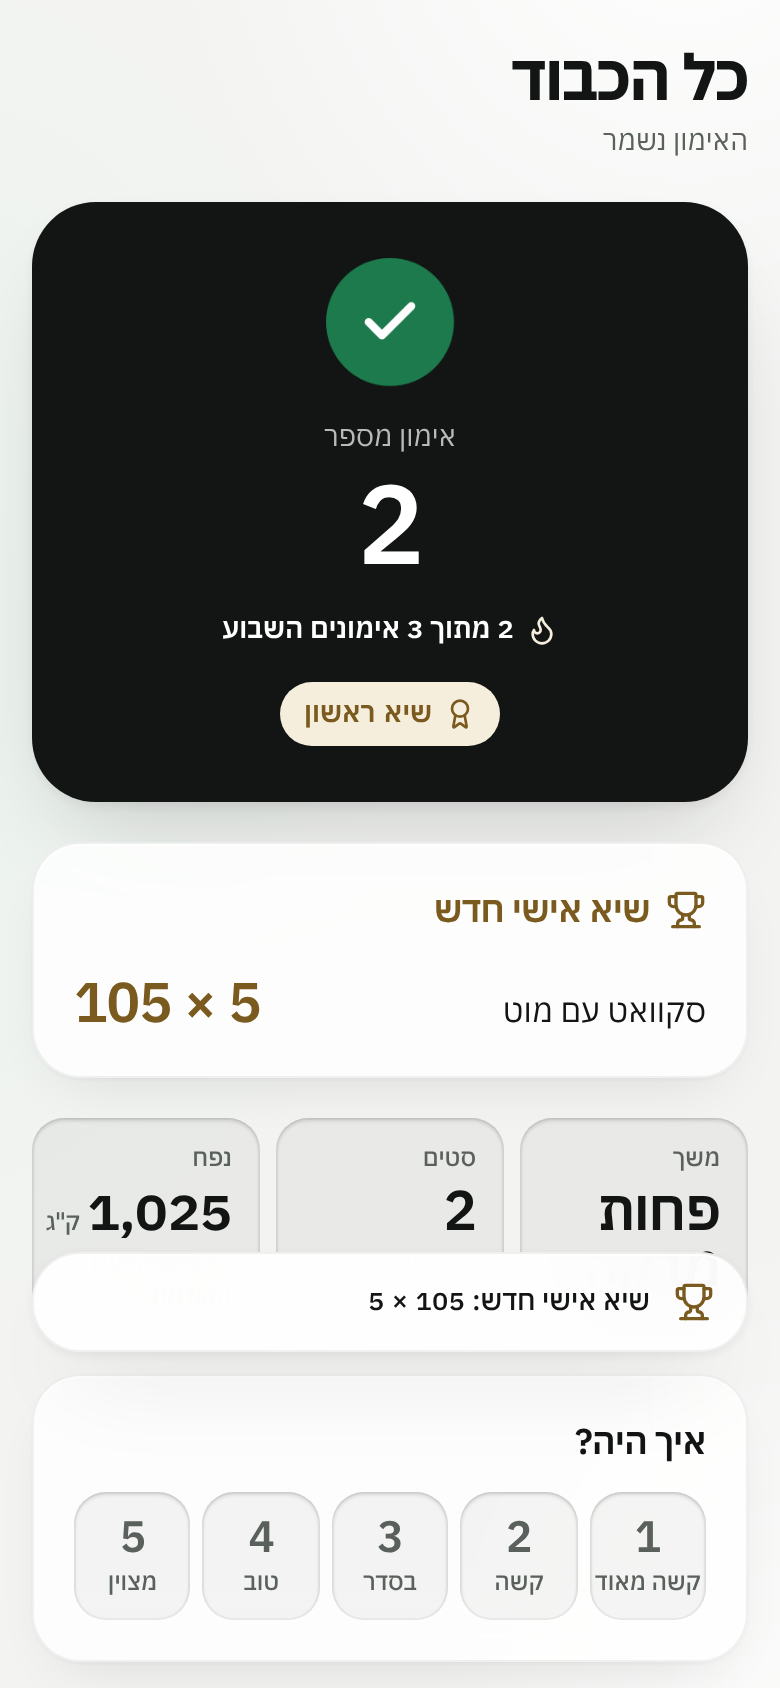 כל הכבוד
האימון נשמר
אימון מספר
2
2 מתוך 3 אימונים השבוע
שיא ראשון
שיא אישי חדש
סקוואט עם מוט
105 × 5
משך
פחות
סטים
2
נפח
1,025 ק"ג
שיא אישי חדש: 105 × 5
איך היה?
1
קשה מאוד
2
קשה
3
בסדר
4
טוב
5
מצוין